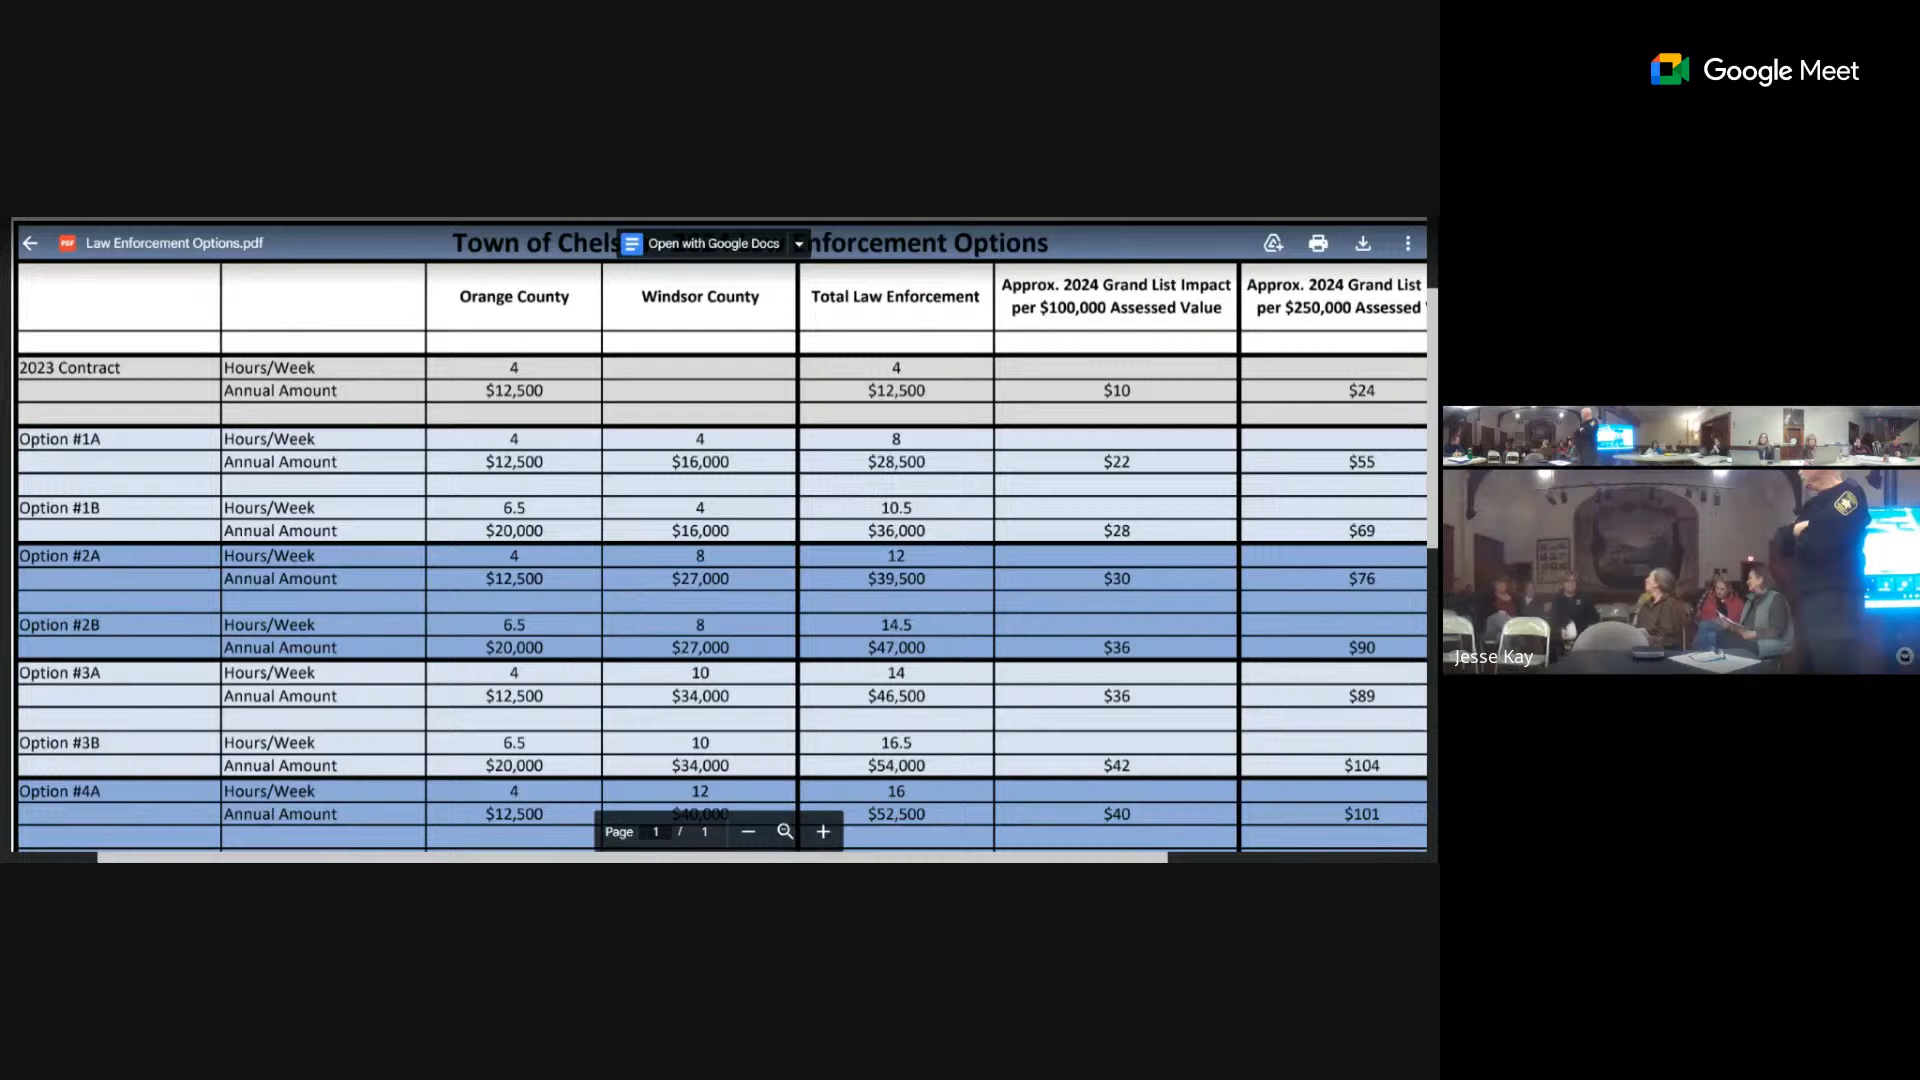 Google Meet
Law Enforcement Options.pdf
Town of Chels
Open with Google Docs
nforcement Options
Orange County Windsor County Total Law Enforcement Approx. 2024 Grand List Impact per $100,000 Assessed Value Approx. 2024 Grand List per $250,000 Assessed
2023 Contract Hours/Week 4 4
Annual Amount $12,500 $12,500 $10 $24
Option #1A Hours/Week 4 4 8
Annual Amount $12,500 $16,000 $28,500 $22 $55
Option #1B Hours/Week 6.5 4 10.5
Annual Amount $20,000 $16,000 $36,000 $28 $69
Option #2A Hours/Week 4 8 12
Annual Amount $12,500 $27,000 $39,500 $30 $76
Option #2B Hours/Week 6.5 8 14.5
Annual Amount $20,000 $27,000 $47,000 $36 $90
Option #3A Hours/Week 4 10 14
Annual Amount $12,500 $34,000 $46,500 $36 $89
Option #3B Hours/Week 6.5 10 16.5
Annual Amount $20,000 $34,000 $54,000 $42 $104
Option #4A Hours/Week 4 12 16
Annual Amount $12,500 $40,000 $52,500 $40 $101
Page 1 / 1
Jesse Kay